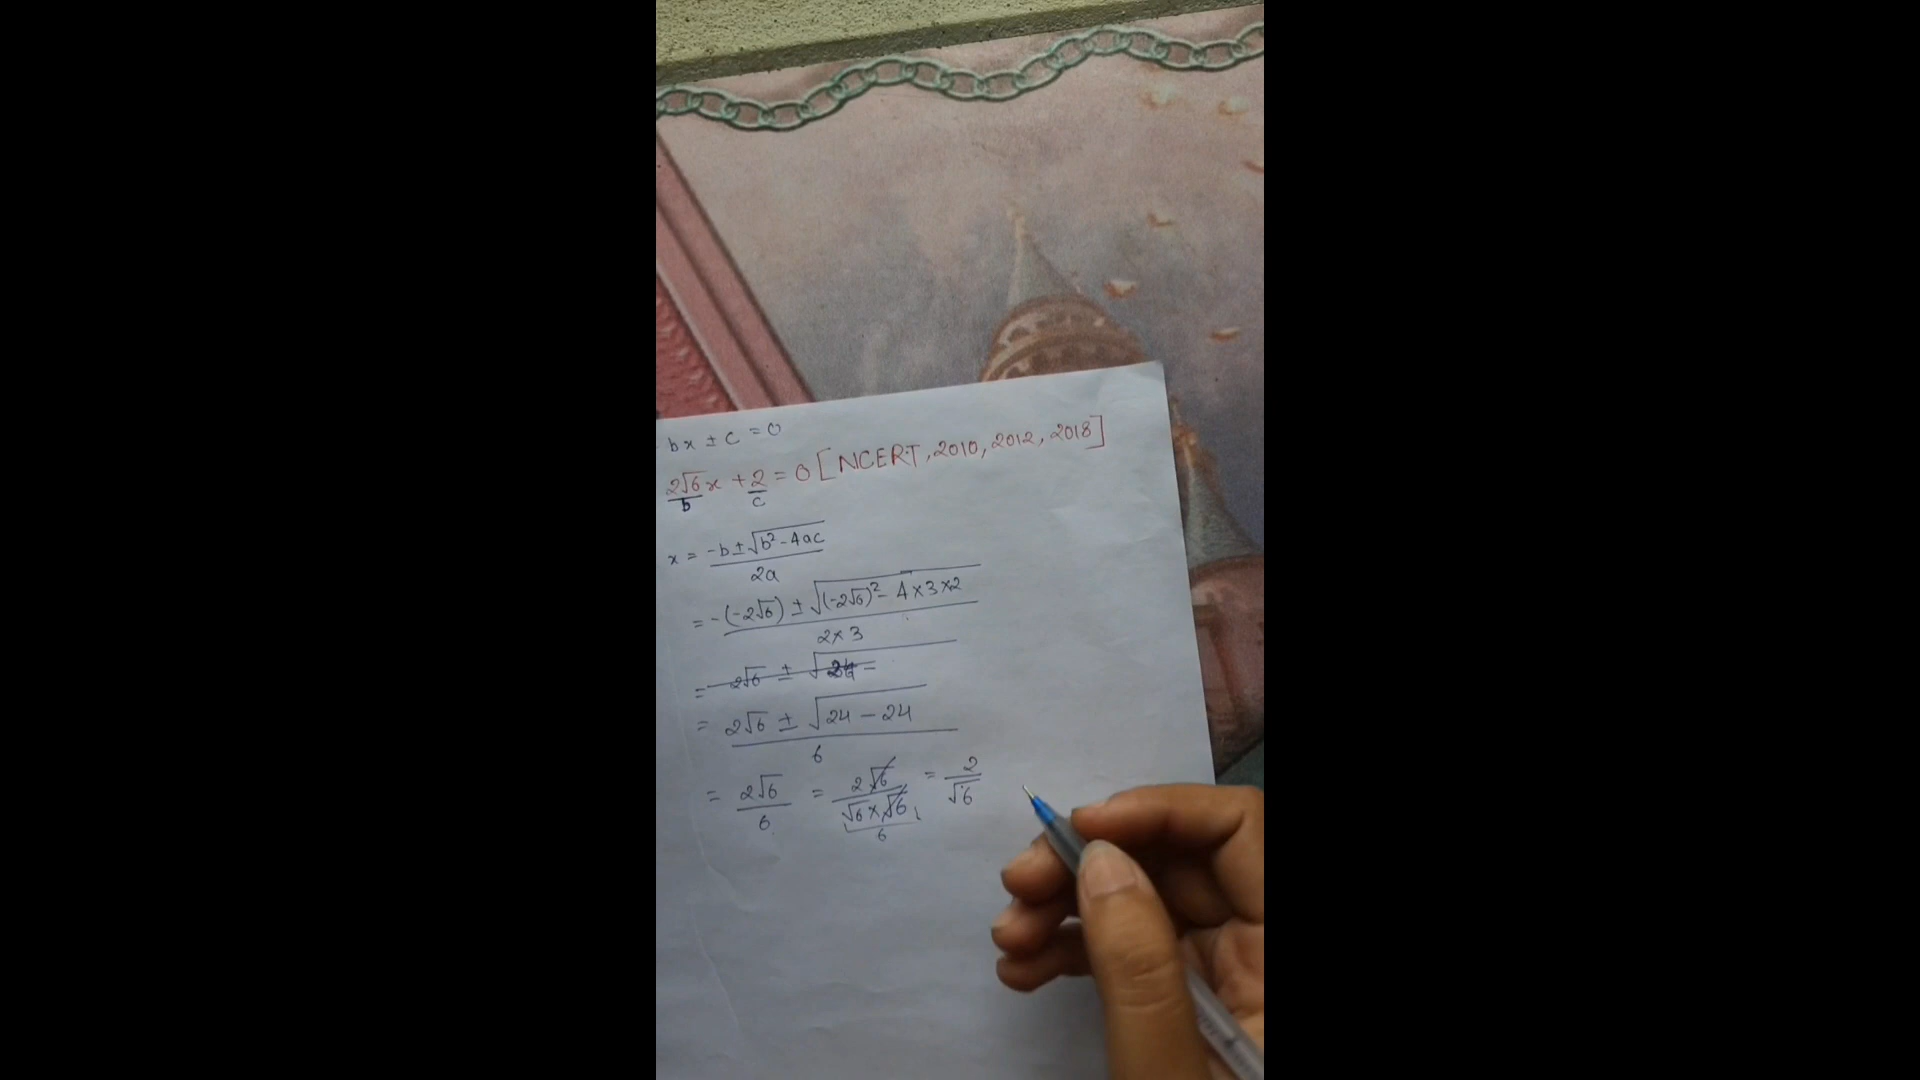 bx ± c = 0
2√6x + 2 = 0 [NCERT, 2010, 2012, 2018]
b c
x = -b ± √b² - 4ac
2a
= -(-2√6) ± √(-2√6)² - 4×3×2
2×3
= 2√6 ± √24 =
= 2√6 ± √24 - 24
6
= 2√6 / 6 = 2√6 / √6×√6 = 2 / √6
6